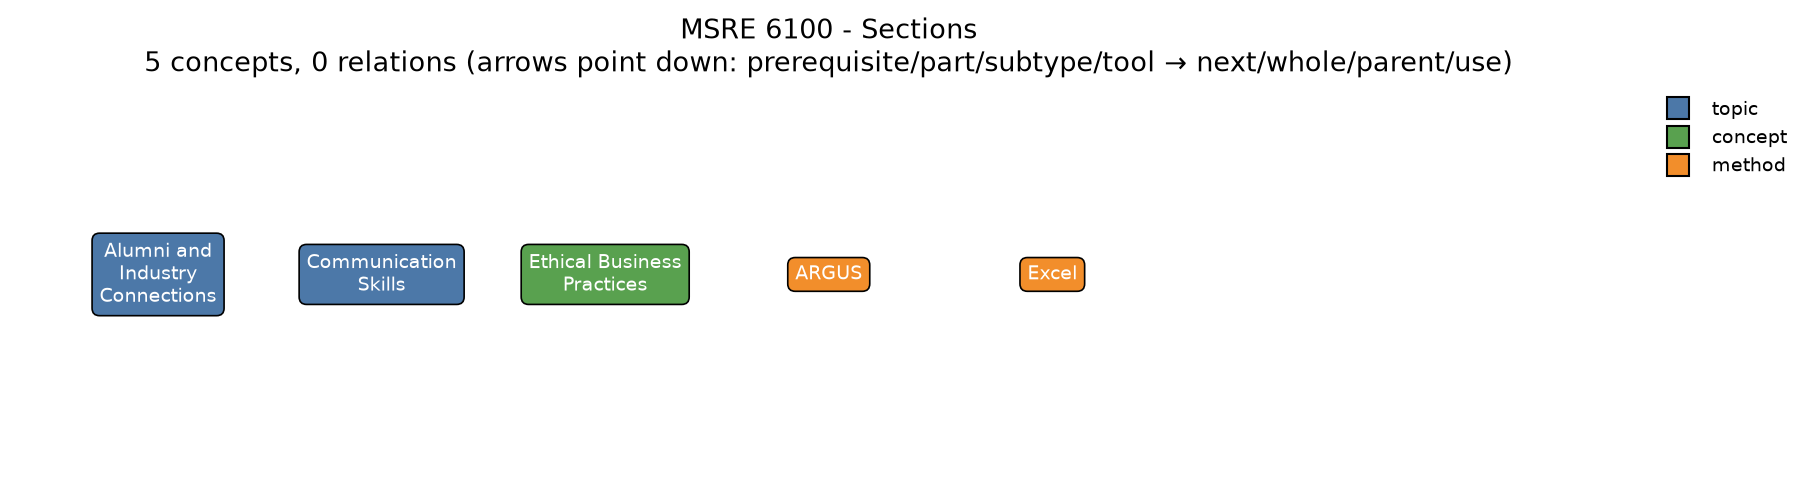 MSRE 6100 - Sections
5 concepts, 0 relations (arrows point down: prerequisite/part/subtype/tool → next/whole/parent/use)
topic
concept
method
Alumni and
Industry
Connections
Communication
Skills
Ethical Business
Practices
ARGUS
Excel